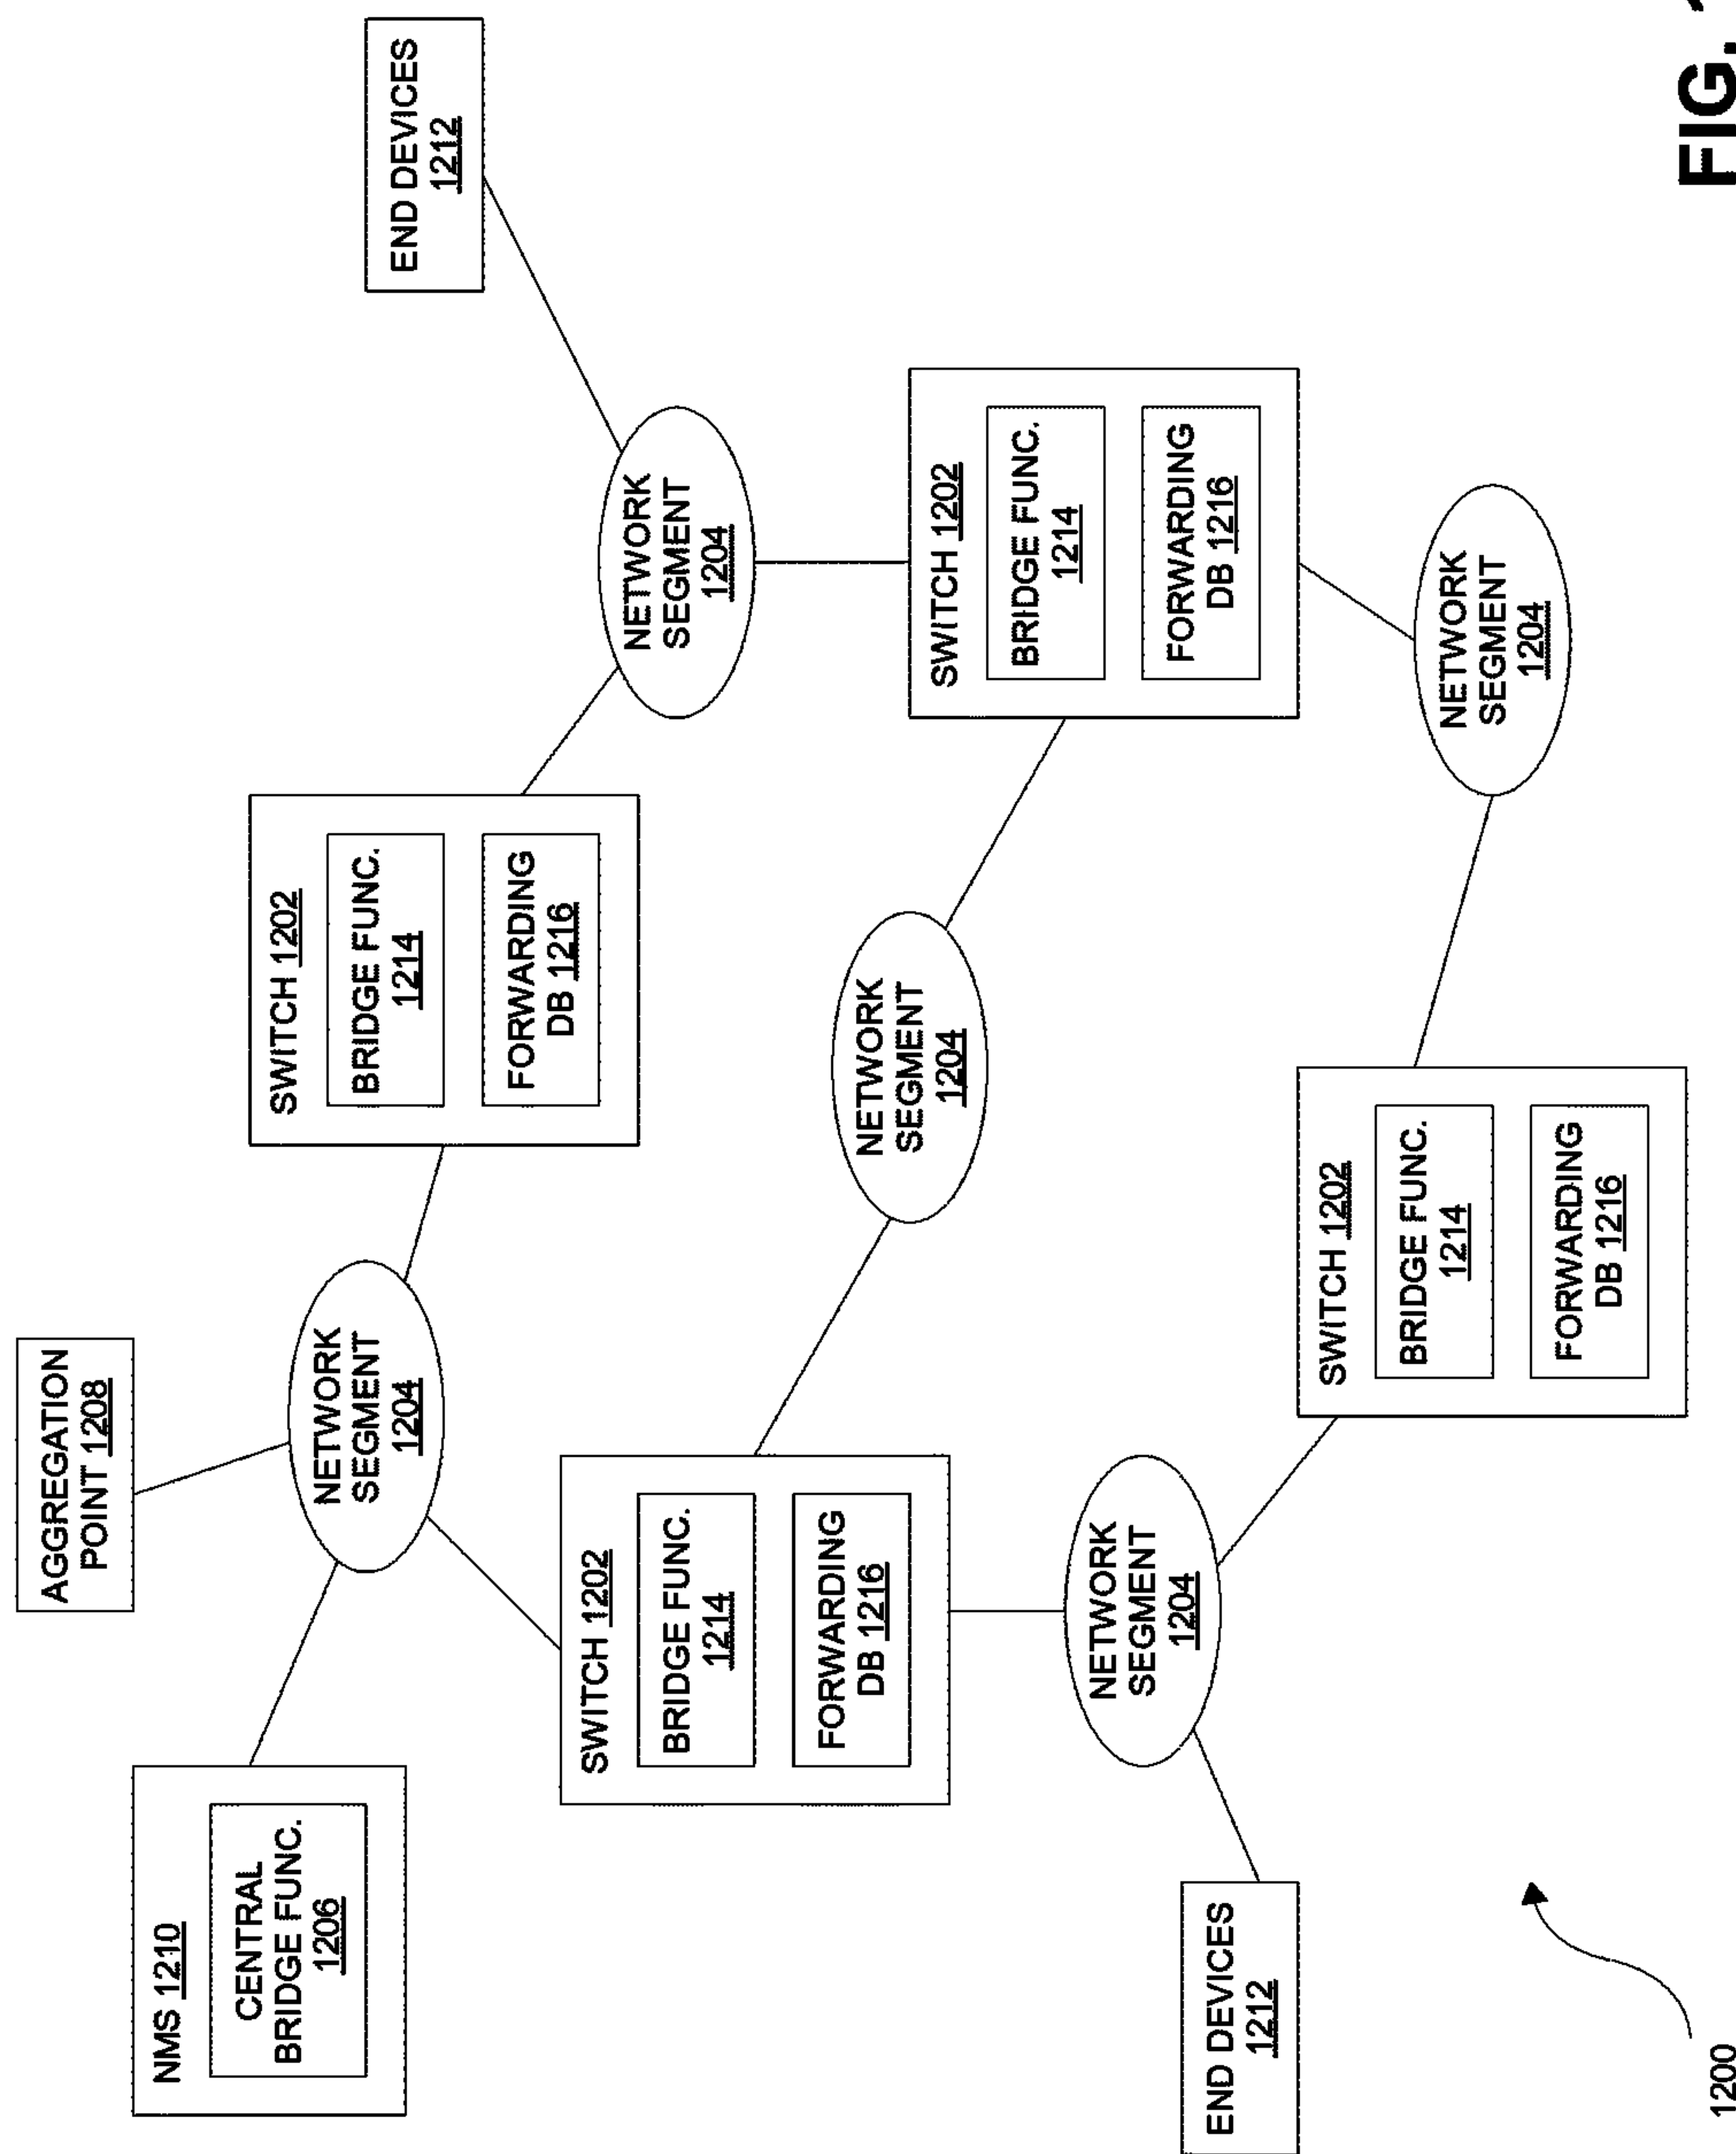 AGGREGATION
POINT 1208
NMS 1210
CENTRAL
BRIDGE FUNC.
1206
NETWORK
SEGMENT
1204
SWITCH 1202
BRIDGE FUNC.
1214
FORWARDING
DB 1216
END DEVICES
1212
SWITCH 1202
BRIDGE FUNC.
1214
FORWARDING
DB 1216
NETWORK
SEGMENT
1204
NETWORK
SEGMENT
1204
SWITCH 1202
BRIDGE FUNC.
1214
FORWARDING
DB 1216
NETWORK
SEGMENT
1204
END DEVICES
1212
SWITCH 1202
BRIDGE FUNC.
1214
FORWARDING
DB 1216
NETWORK
SEGMENT
1204
1200
FIG.